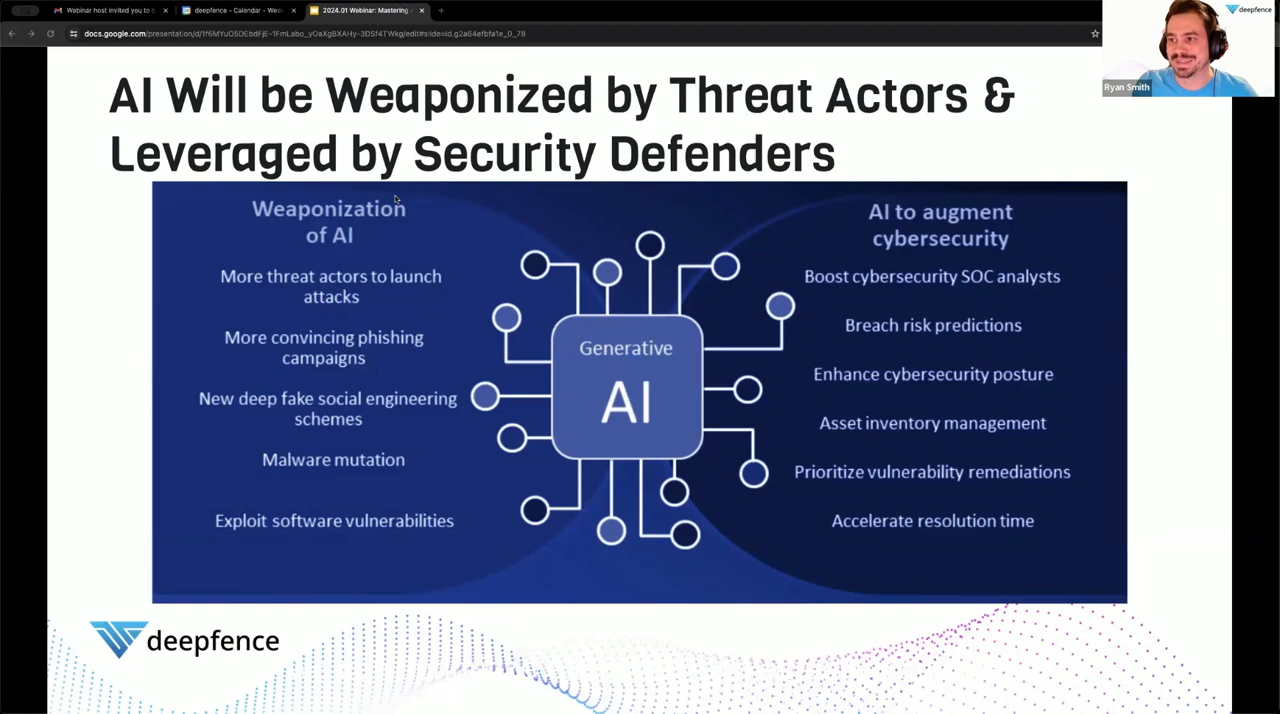 Webinar host invited you to t
deepfence - Calendar - Wee
2024.01 Webinar: Mastering
deepfence
AI Will be Weaponized by Threat Actors &
Leveraged by Security Defenders
Ryan Smith
Weaponization
of AI
More threat actors to launch
attacks
More convincing phishing
campaigns
New deep fake social engineering
schemes
Malware mutation
Exploit software vulnerabilities
Generative
AI
AI to augment
cybersecurity
Boost cybersecurity SOC analysts
Breach risk predictions
Enhance cybersecurity posture
Asset inventory management
Prioritize vulnerability remediations
Accelerate resolution time
deepfence